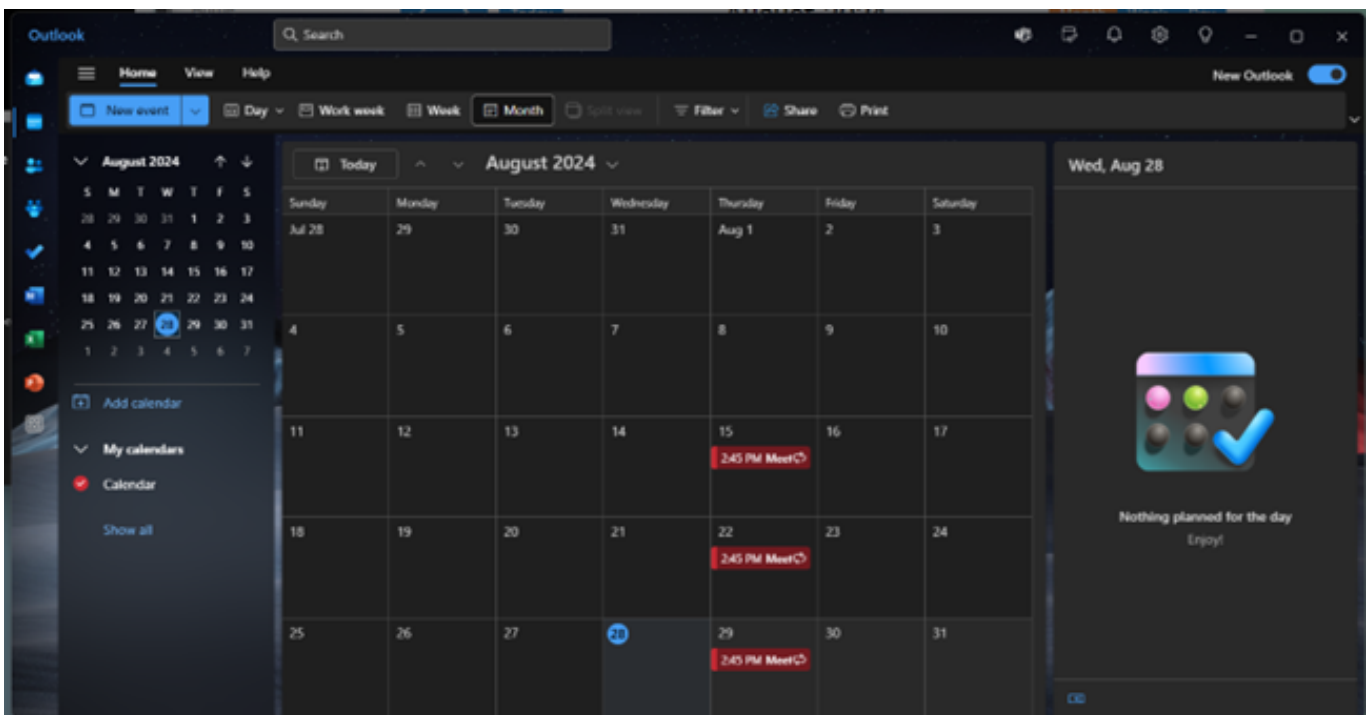 Outlook
Search
Home View Help
New Outlook
New event Day Work week Week Month Split view Filter Share Print
August 2024
S M T W T F S
28 29 30 31 1 2 3
4 5 6 7 8 9 10
11 12 13 14 15 16 17
18 19 20 21 22 23 24
25 26 27 28 29 30 31
1 2 3 4 5 6 7
Add calendar
My calendars
Calendar
Show all
Today August 2024
Sunday Monday Tuesday Wednesday Thursday Friday Saturday
Jul 28 29 30 31 Aug 1 2 3
4 5 6 7 8 9 10
11 12 13 14 15 16 17
2:45 PM Meet
18 19 20 21 22 23 24
2:45 PM Meet
25 26 27 28 29 30 31
2:45 PM Meet
Wed, Aug 28
Nothing planned for the day
Enjoy!